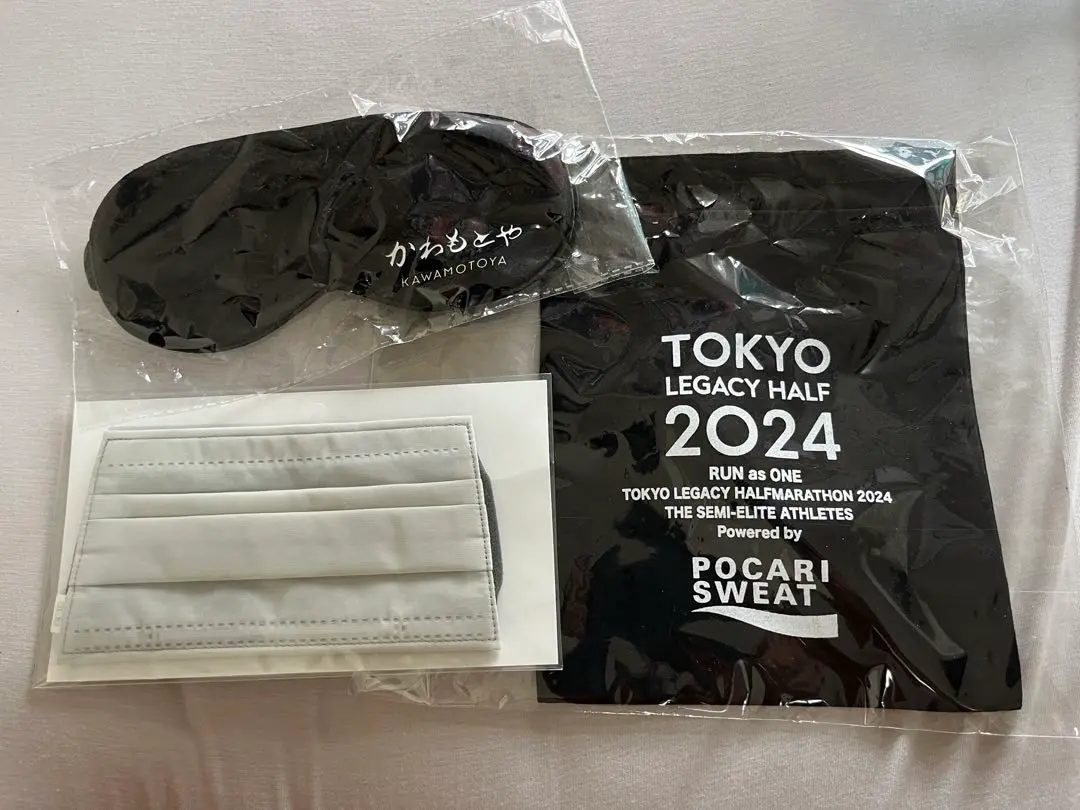 かわもとや
KAWAMOTOYA
TOKYO
LEGACY HALF
2024
RUN as ONE
TOKYO LEGACY HALFMARATHON 2024
THE SEMI-ELITE ATHLETES
Powered by
POCARI
SWEAT